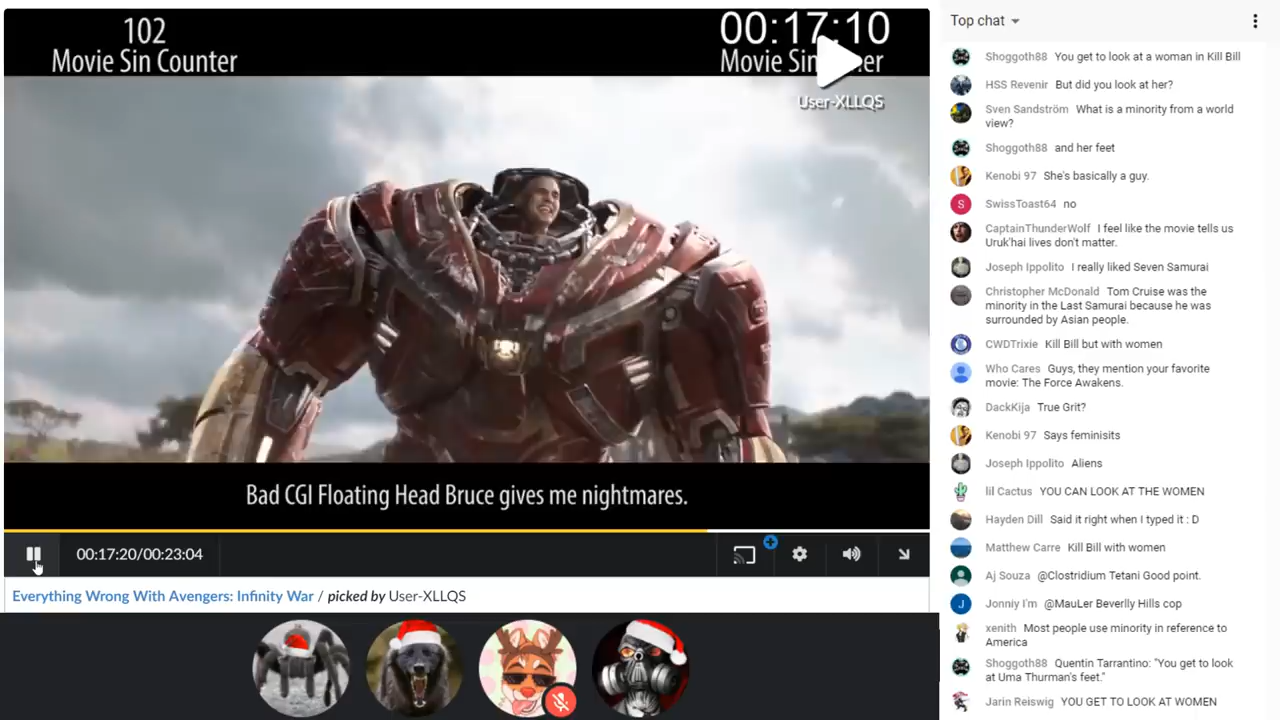 102
Movie Sin Counter
00:17:10
Movie Sin
er
User-XLLQS
Bad CGI Floating Head Bruce gives me nightmares.
00:17:20/00:23:04
Everything Wrong With Avengers: Infinity War / picked by User-XLLQS
Top chat
Shoggoth88 You get to look at a woman in Kill Bill
HSS Revenir But did you look at her?
Sven Sandström What is a minority from a world
view?
Shoggoth88 and her feet
Kenobi 97 She's basically a guy.
S SwissToast64 no
CaptainThunderWolf I feel like the movie tells us
Uruk'hai lives don't matter.
Joseph Ippolito I really liked Seven Samurai
Christopher McDonald Tom Cruise was the
minority in the Last Samurai because he was
surrounded by Asian people.
CWDTrixie Kill Bill but with women
Who Cares Guys, they mention your favorite
movie: The Force Awakens.
DackKija True Grit?
Kenobi 97 Says feminisits
Joseph Ippolito Aliens
lil Cactus YOU CAN LOOK AT THE WOMEN
Hayden Dill Said it right when I typed it : D
Matthew Carre Kill Bill with women
Aj Souza @Clostridium Tetani Good point.
J Jonniy I'm @MauLer Beverlly Hills cop
xenith Most people use minority in reference to
America
Shoggoth88 Quentin Tarrantino: "You get to look
at Uma Thurman's feet."
Jarin Reiswig YOU GET TO LOOK AT WOMEN